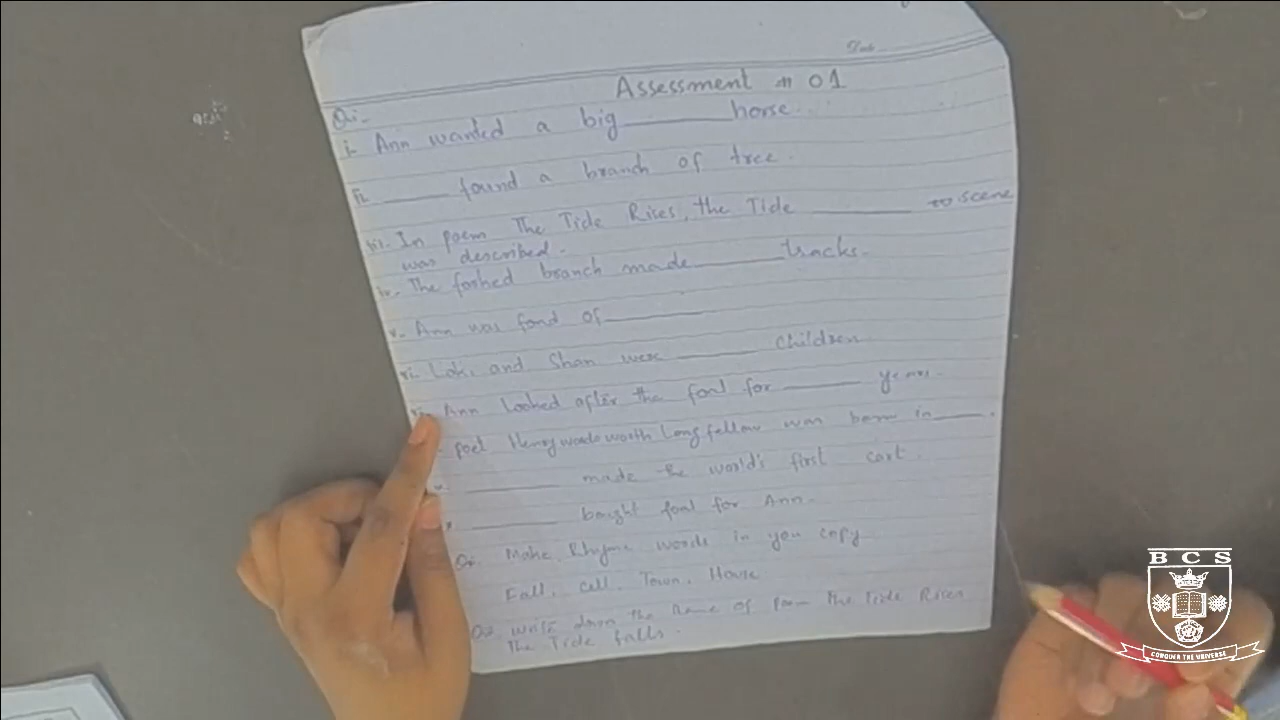 Date
Assessment # 01
Q1-
i- Ann wanted a big ______ horse.
ii. ______ found a branch of tree.
iii- In poem The Tide Rises, the Tide ______ to scene
was described.
iv- The forked branch made ______ tracks.
v- Ann was fond of ______
vi- Loki and Shan were ______ children
Ann looked after the foal for ______ years.
Poet Henry wadsworth Longfellow was born in ____.
______ made the world's first cart.
______ bought foal for Ann.
Make Rhyme words in you copy
Fall, cell, Town, House
write down the Name of poem the Tide Rises
The Tide falls.
BCS
CONQUER THE UNIVERSE